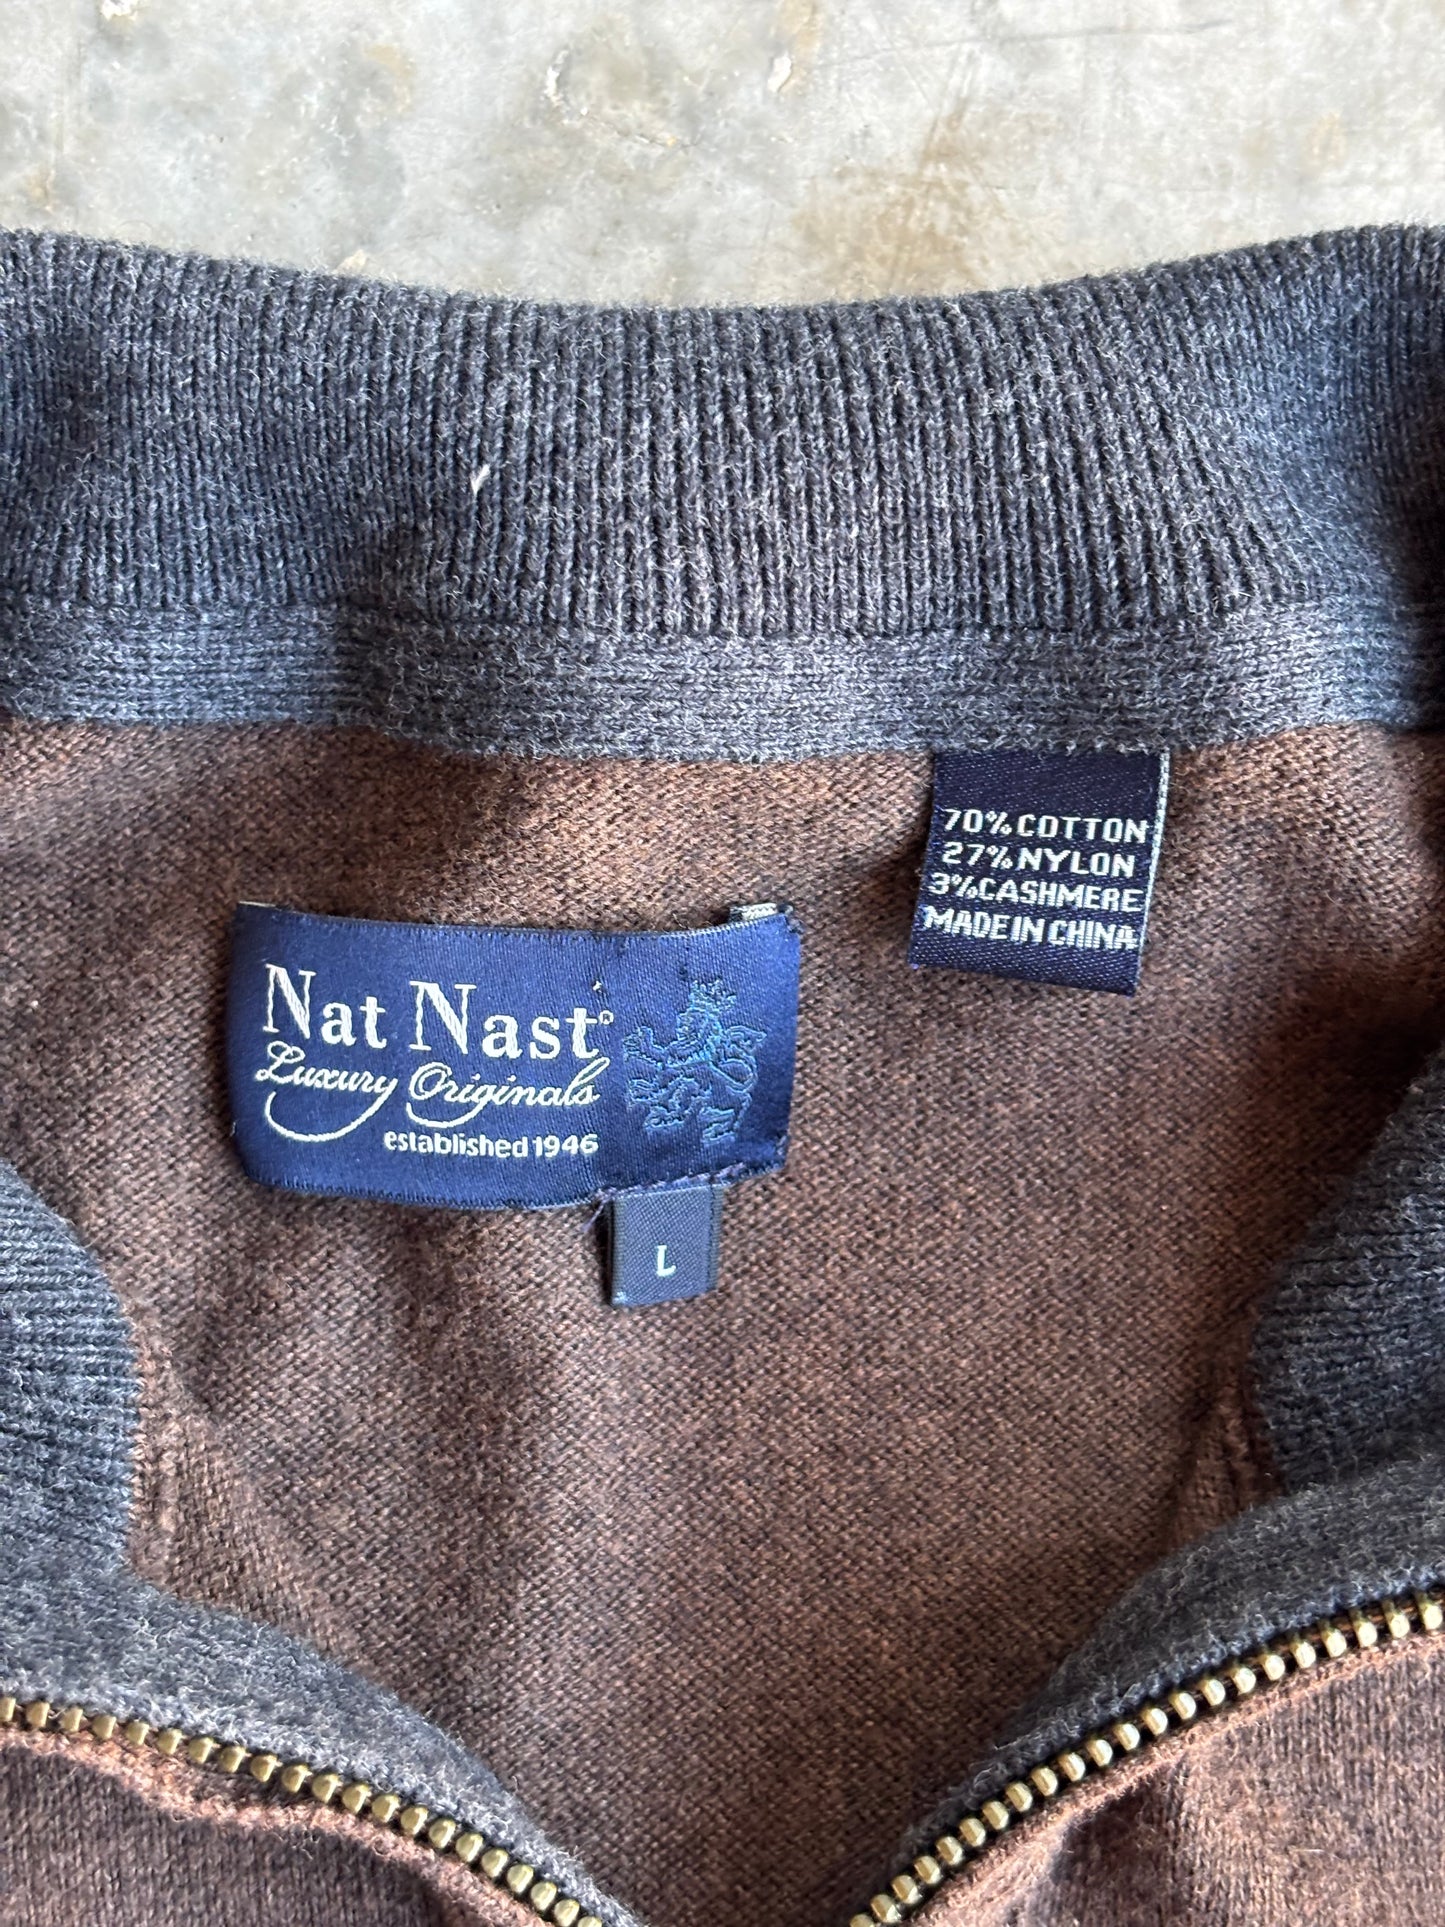 70% COTTON
27% NYLON
3% CASHMERE
MADE IN CHINA
Nat Nast®
Luxury Originals
established 1946
L